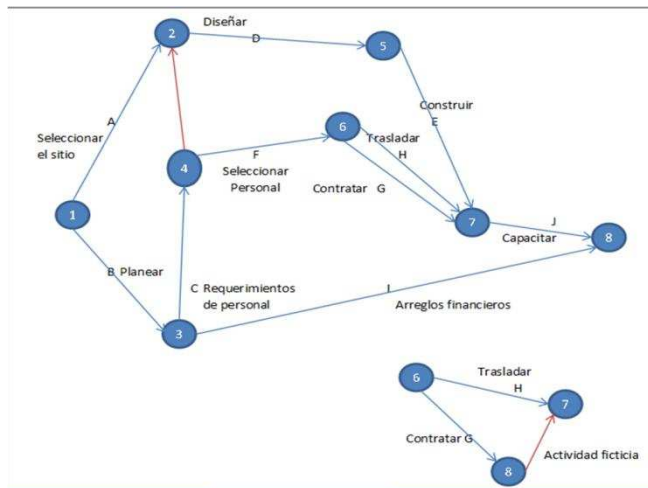 Diseñar
2
D
5
A
Seleccionar
el sitio
Construir
E
6
Trasladar
H
4
F
Seleccionar
Personal
Contratar G
1
7
J
Capacitar
8
B Planear
C Requerimientos
de personal
I
Arreglos financieros
3
6
Trasladar
H
7
Contratar G
8
Actividad ficticia